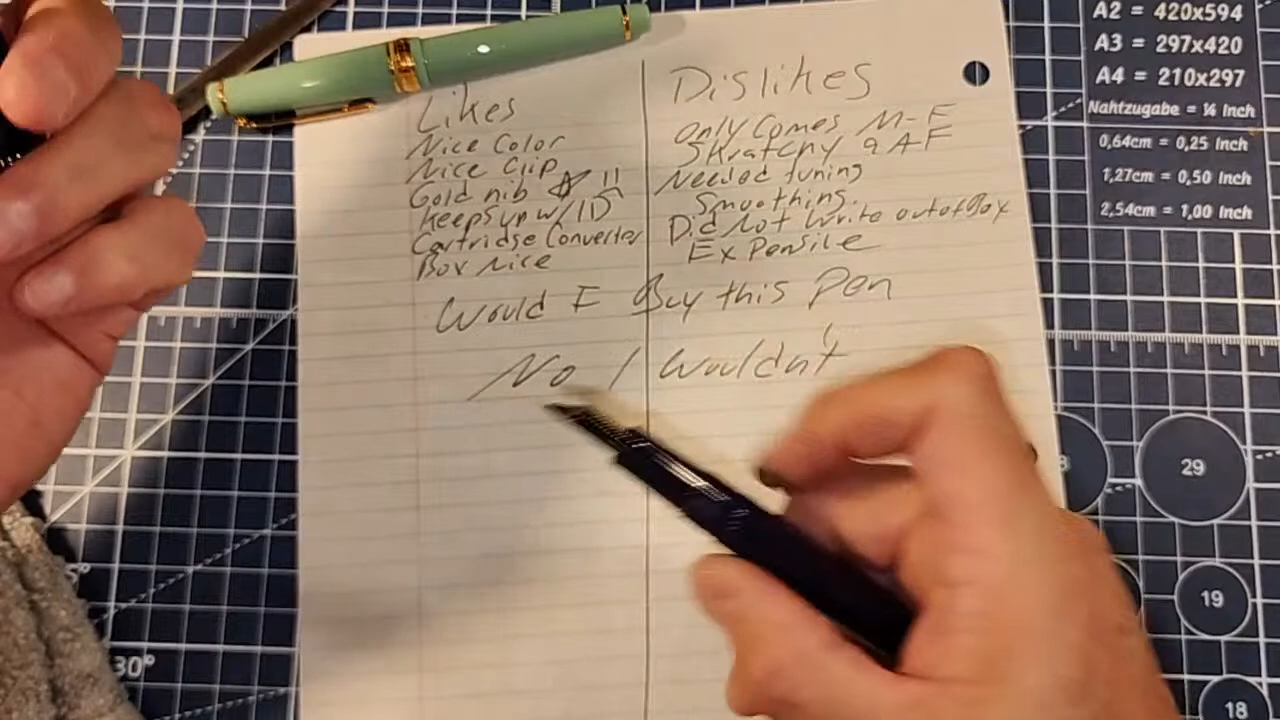 Likes
Nice Color
Nice Clip
Gold nib
Keeps up w/
Cartridge Converter
Box Nice
Dislikes
only Comes M-F
Skratchy aAF
Needed tuning
Smoothing.
Did Not Write out of Box
Expensive
Would I Buy this Pen
No I Wouldn't
A2 = 420x594
A3 = 297x420
A4 = 210x297
Nahtzugabe = ¼ Inch
0,64cm = 0,25 Inch
1,27cm = 0,50 Inch
2,54cm = 1,00 Inch
29
19
18
30°